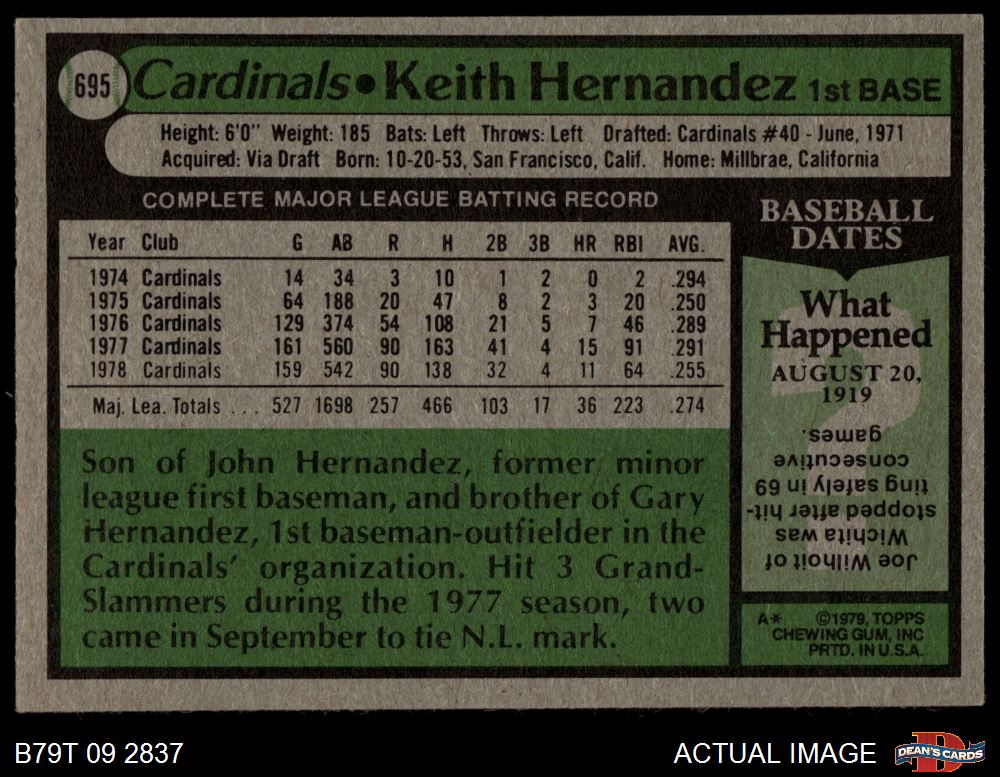 695 Cardinals • Keith Hernandez 1st BASE
Height: 6'0" Weight: 185 Bats: Left Throws: Left Drafted: Cardinals #40 - June, 1971
Acquired: Via Draft Born: 10-20-53, San Francisco, Calif. Home: Millbrae, California
COMPLETE MAJOR LEAGUE BATTING RECORD
Year Club G AB R H 2B 3B HR RBI AVG.
1974 Cardinals 14 34 3 10 1 2 0 2 .294
1975 Cardinals 64 188 20 47 8 2 3 20 .250
1976 Cardinals 129 374 54 108 21 5 7 46 .289
1977 Cardinals 161 560 90 163 41 4 15 91 .291
1978 Cardinals 159 542 90 138 32 4 11 64 .255
Maj. Lea. Totals . . . 527 1698 257 466 103 17 36 223 .274
Son of John Hernandez, former minor
league first baseman, and brother of Gary
Hernandez, 1st baseman-outfielder in the
Cardinals' organization. Hit 3 Grand-
Slammers during the 1977 season, two
came in September to tie N.L. mark.
BASEBALL
DATES
What
Happened
AUGUST 20,
1919
Joe Wilhoit of
Wichita was
stopped after hit-
ting safely in 69
consecutive
games.
A* ©1979, TOPPS
CHEWING GUM, INC
PRTD. IN U.S.A.
B79T 09 2837
ACTUAL IMAGE
DEAN'S CARDS